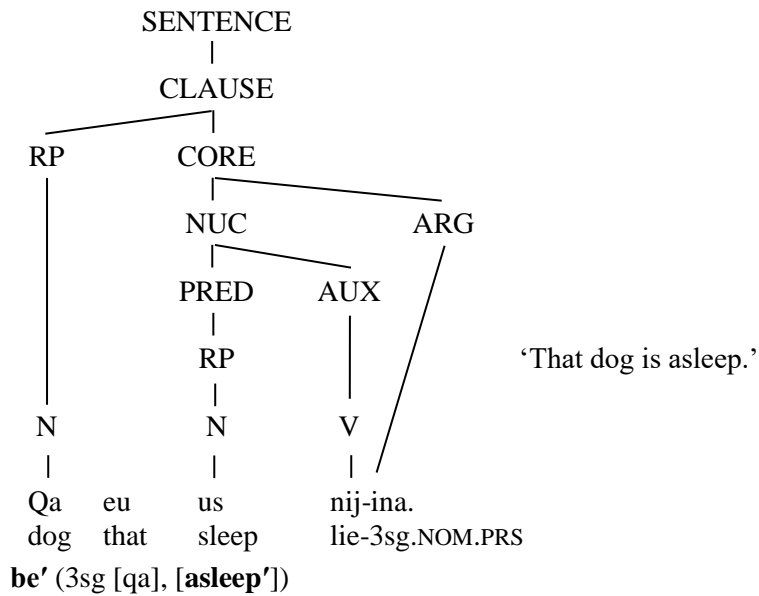 SENTENCE
CLAUSE
RP CORE
NUC ARG
PRED AUX
RP ‘That dog is asleep.’
N N V
Qa eu us nij-ina.
dog that sleep lie-3sg.NOM.PRS
be′ (3sg [qa], [asleep′])